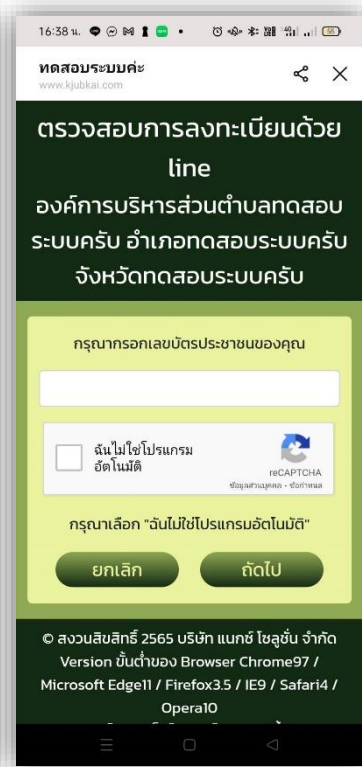 16:38 น.
ทดสอบระบบค่ะ
www.kjubkai.com
ตรวจสอบการลงทะเบียนด้วย
line
องค์การบริหารส่วนตำบลทดสอบ
ระบบครับ อำเภอทดสอบระบบครับ
จังหวัดทดสอบระบบครับ
กรุณากรอกเลขบัตรประชาชนของคุณ
ฉันไม่ใช่โปรแกรม
อัตโนมัติ
reCAPTCHA
ข้อมูลส่วนบุคคล - ข้อกำหนด
กรุณาเลือก "ฉันไม่ใช่โปรแกรมอัตโนมัติ"
ยกเลิก ถัดไป
© สงวนสิขสิทธิ์ 2565 บริษัท แนกซ์ โซลูชั่น จำกัด
Version ขั้นต่ำของ Browser Chrome97 /
Microsoft Edge11 / Firefox3.5 / IE9 / Safari4 /
Opera10